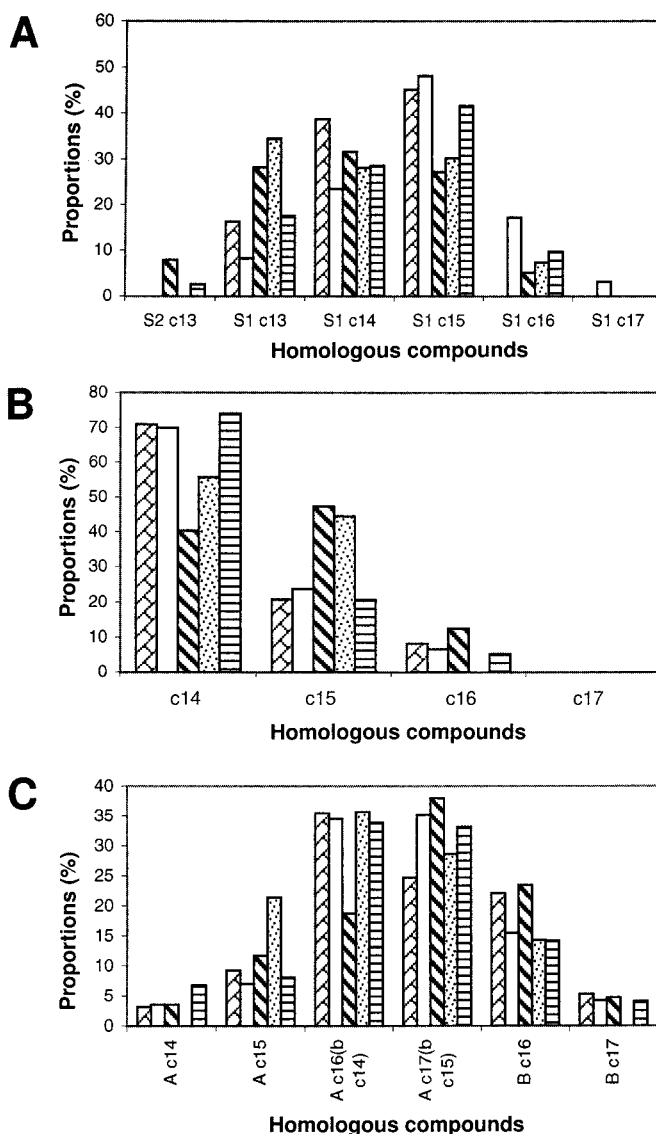 A
Proportions (%)
60
50
40
30
20
10
0
S2 c13 S1 c13 S1 c14 S1 c15 S1 c16 S1 c17
Homologous compounds
B
Proportions (%)
80
70
60
50
40
30
20
10
0
c14 c15 c16 c17
Homologous compounds
C
Proportions (%)
40
35
30
25
20
15
10
5
0
A c14
A c15
A c16(b
c14)
A c17(b
c15)
B c16
B c17
Homologous compounds